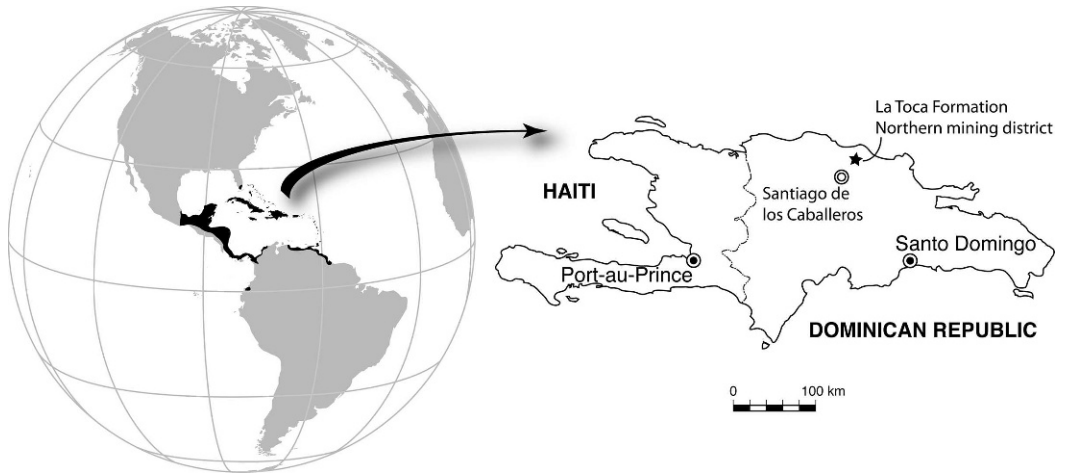 La Toca Formation
Northern mining district
HAITI
Santiago de
los Caballeros
Santo Domingo
Port-au-Prince
DOMINICAN REPUBLIC
0 100 km